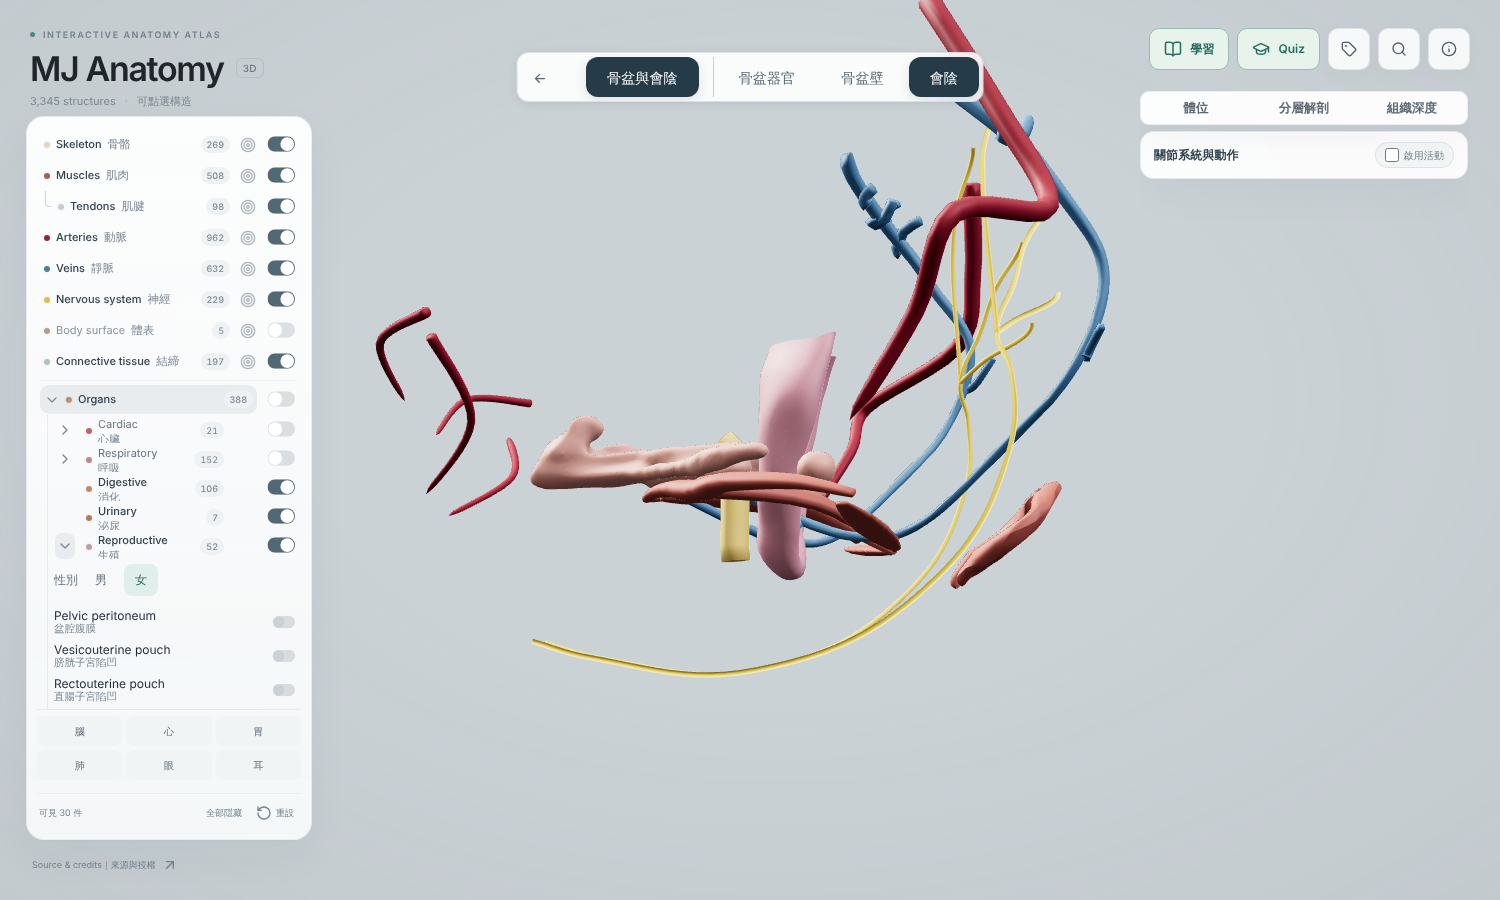 INTERACTIVE ANATOMY ATLAS
MJ Anatomy 3D
3,345 structures · 可點選構造
Skeleton 骨骼 269
Muscles 肌肉 508
Tendons 肌腱 98
Arteries 動脈 962
Veins 靜脈 632
Nervous system 神經 229
Body surface 體表 5
Connective tissue 結締 197
Organs 388
Cardiac 21
心臟
Respiratory 152
呼吸
Digestive 106
消化
Urinary 7
泌尿
Reproductive 52
生殖
性別 男 女
Pelvic peritoneum
盆腔腹膜
Vesicouterine pouch
膀胱子宮陷凹
Rectouterine pouch
直腸子宮陷凹
腦 心 胃
肺 眼 耳
可見 30 件 全部隱藏 重設
Source & credits | 來源與授權
骨盆與會陰 骨盆器官 骨盆壁 會陰
學習 Quiz
體位 分層解剖 組織深度
關節系統與動作 啟用活動